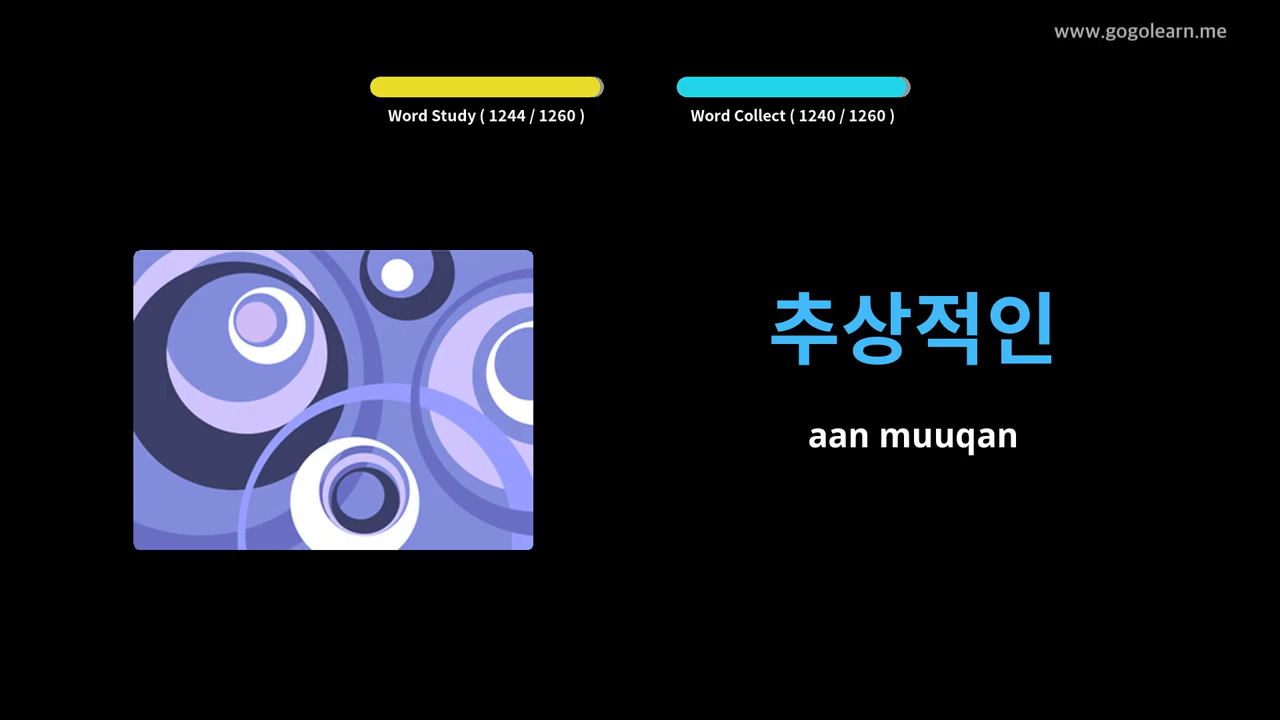 www.gogolearn.me
Word Study ( 1244 / 1260 )
Word Collect ( 1240 / 1260 )
추상적인
aan muuqan